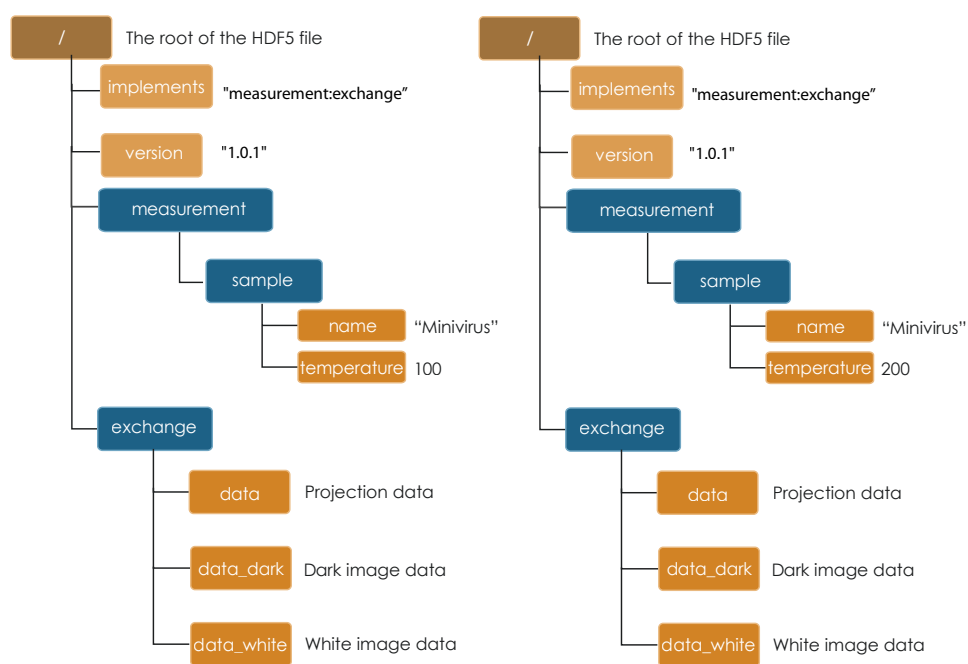 / The root of the HDF5 file
implements "measurement:exchange”
version "1.0.1"
measurement
sample
name “Minivirus”
temperature 100
exchange
data Projection data
data_dark Dark image data
data_white White image data
/ The root of the HDF5 file
implements "measurement:exchange”
version "1.0.1"
measurement
sample
name “Minivirus”
temperature 200
exchange
data Projection data
data_dark Dark image data
data_white White image data